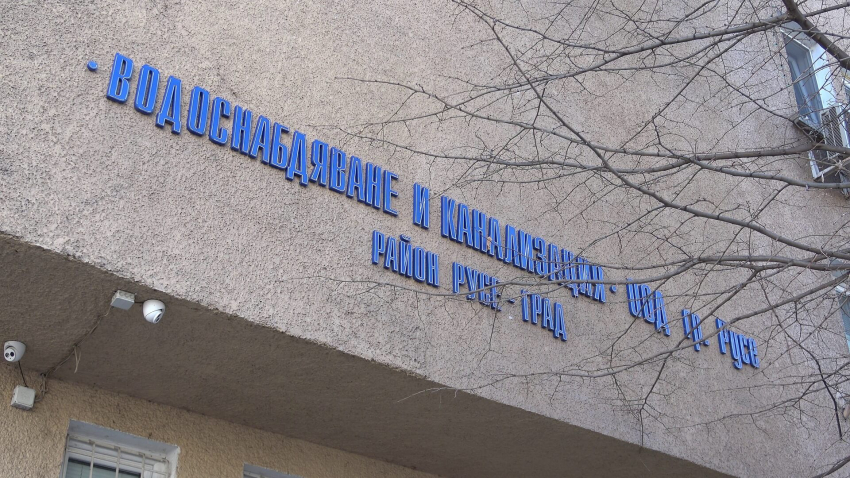 • ВОДОСНАБДЯВАНЕ И КАНАЛИЗАЦИЯ • ООД гр. Русе
РАЙОН РУСЕ - ГРАД